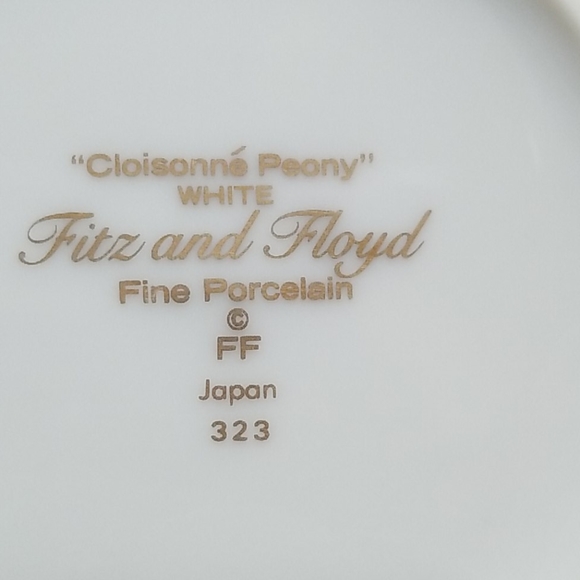 "Cloisonné Peony"
WHITE
Fitz and Floyd
Fine Porcelain
©
FF
Japan
323